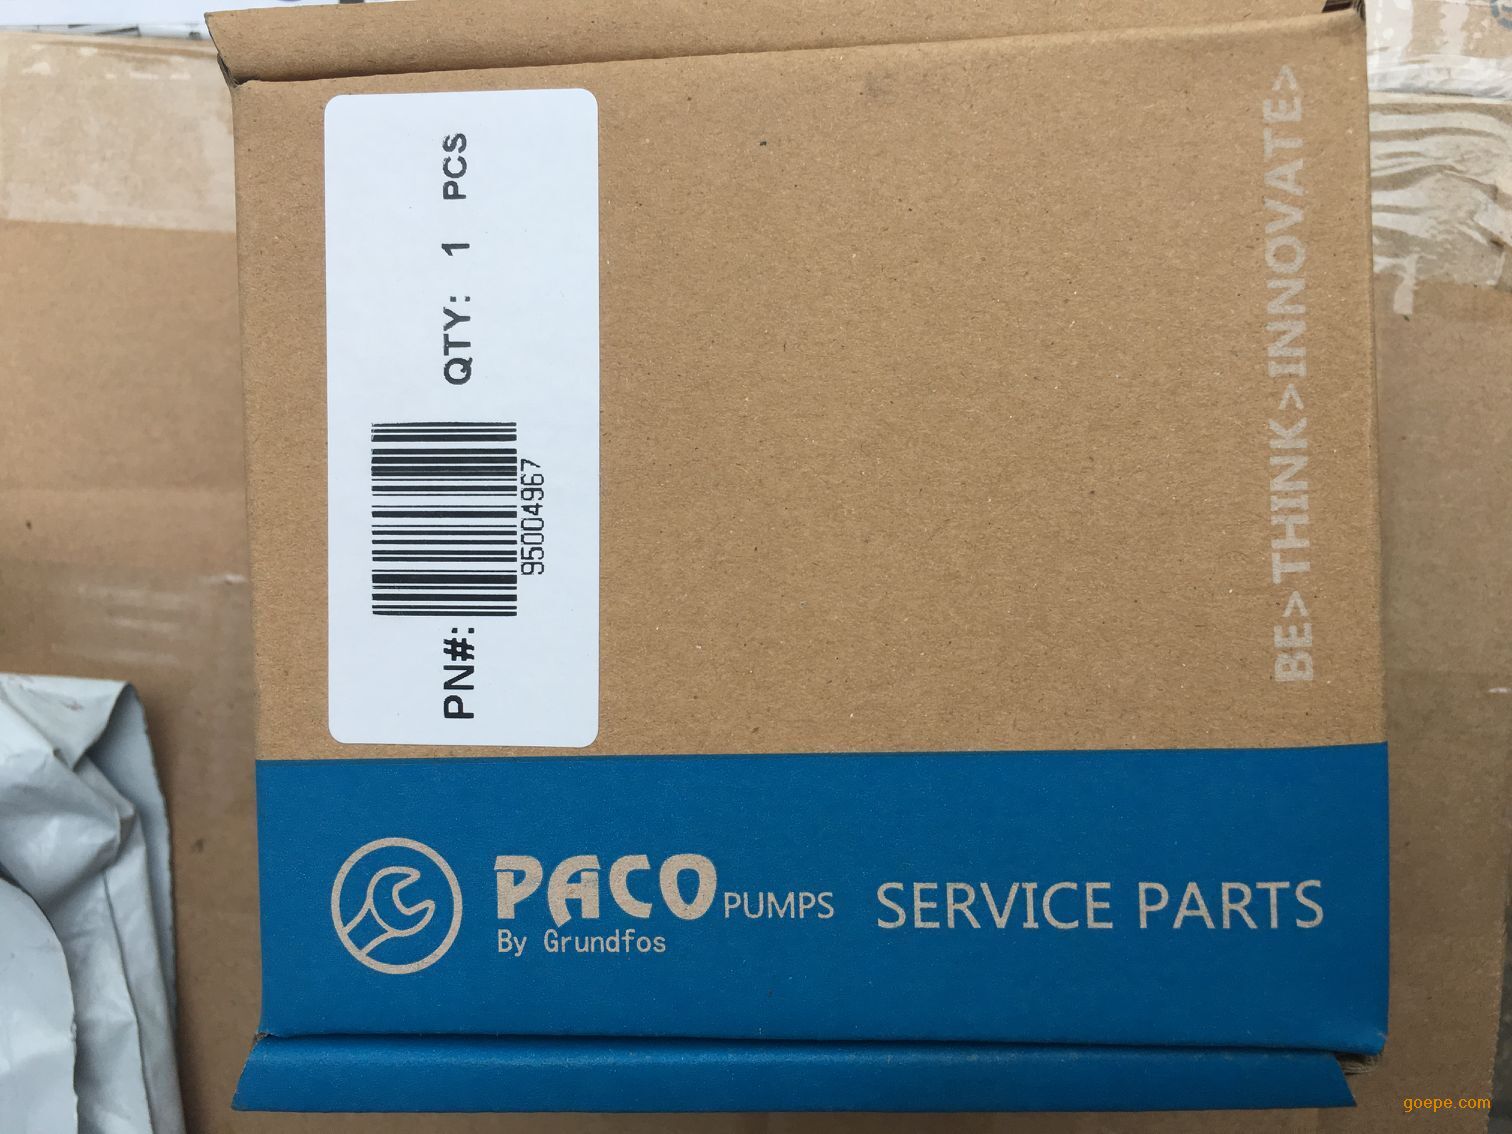 PN#: 95004967 QTY: 1 PCS
BE>THINK>INNOVATE>
PACO PUMPS SERVICE PARTS
By Grundfos
goepe.com